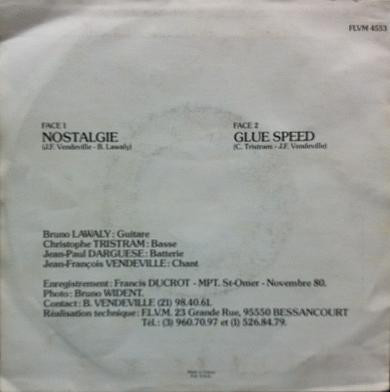 FLVM 4553
FACE 1
NOSTALGIE
(J.F. Vendeville - B. Lawaly)
FACE 2
GLUE SPEED
(C. Tristram - J.F. Vendeville)
Bruno LAWALY : Guitare
Christophe TRISTRAM : Basse
Jean-Paul DARGUESE : Batterie
Jean-François VENDEVILLE : Chant
Enregistrement : Francis DUCROT - MPT. St-Omer - Novembre 80.
Photo : Bruno WIDENT.
Contact : B. VENDEVILLE (21) 98.40.61.
Réalisation technique : F.L.V.M. 23 Grande Rue, 95550 BESSANCOURT
Tél. : (3) 960.70.97 et (1) 526.84.79.